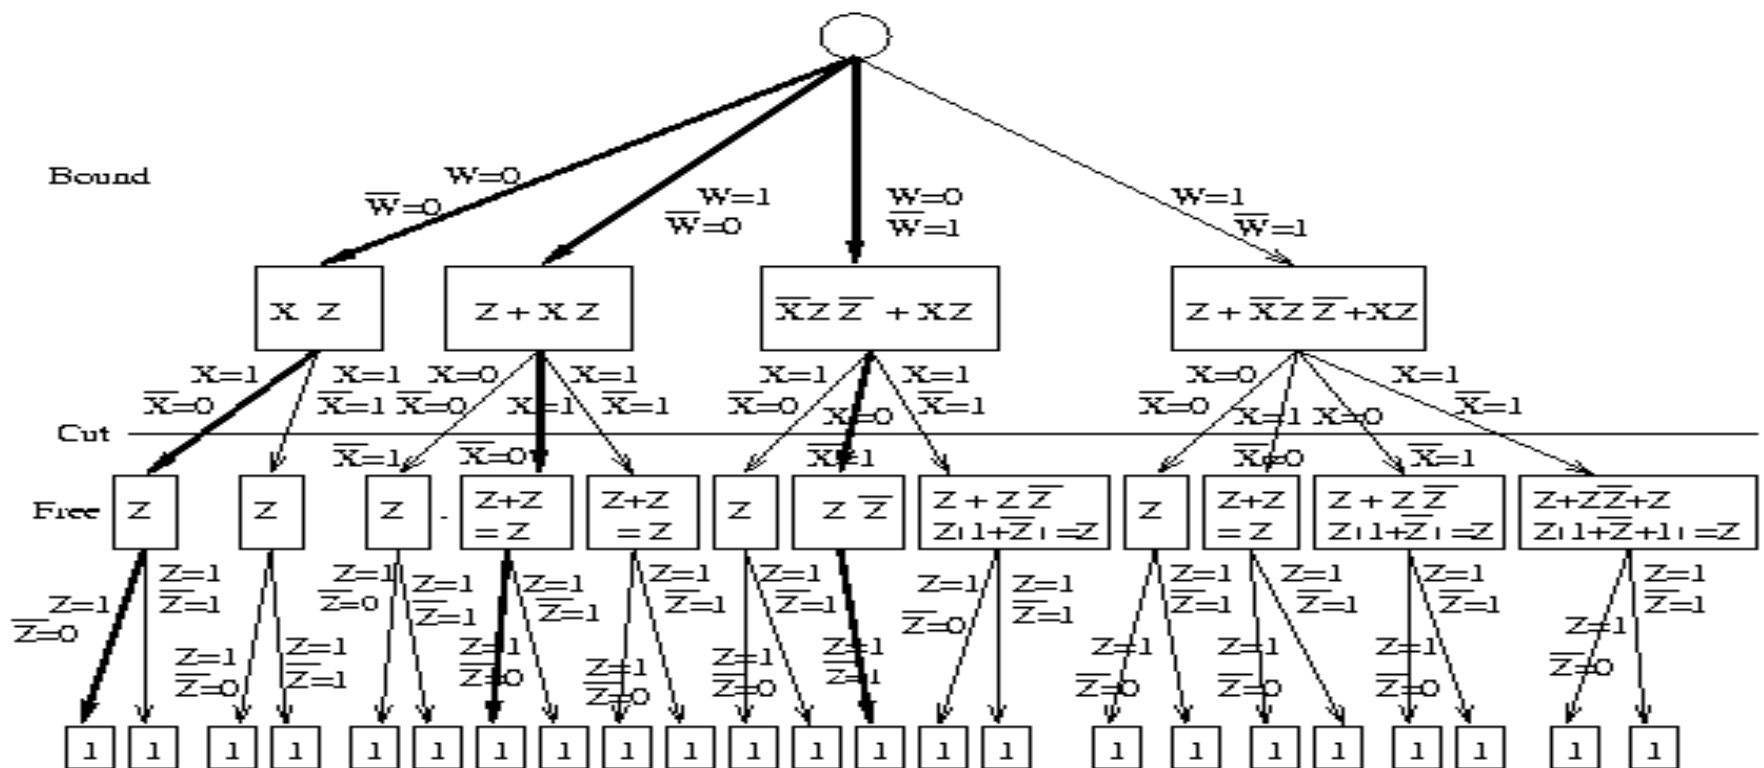 Bound
W=0
W̅=0
W=1
W̅=0
W=0
W̅=1
W=1
W̅=1
X Z
Z + X Z
X̅Z Z̅ + XZ
Z + X̅Z Z̅+XZ
X=1
X̅=0
X=1
X̅=1
X=0
X̅=0
X=1
X=1
X̅=1
X=1
X̅=0
X=0
X=1
X̅=1
X=0
X̅=0
X=1
X=0
X=1
X̅=1
Cut
X̅=1
X̅=0
X̅=1
X̅=0
X̅=1
Free
Z
Z
Z
Z+Z
= Z
Z+Z
= Z
Z
Z Z̅
Z + Z Z̅
Z(1+Z̅)=Z
Z
Z+Z
= Z
Z + Z Z̅
Z(1+Z̅)=Z
Z+ZZ̅+Z
Z(1+Z̅+1)=Z
Z=1
Z̅=0
Z=1
Z̅=1
Z=1
Z̅=0
Z=1
Z̅=1
Z=1
Z̅=0
Z=1
Z̅=1
Z=1
Z̅=0
Z=1
Z̅=1
Z=1
Z̅=0
Z=1
Z̅=1
Z=1
Z̅=0
Z=1
Z̅=1
Z=1
Z̅=1
Z=1
Z̅=0
Z=1
Z̅=1
Z=1
Z̅=0
Z=1
Z̅=1
Z=1
Z̅=0
Z=1
Z̅=1
Z=1
Z̅=0
Z=1
Z̅=1
Z=1
Z̅=0
Z=1
Z̅=1
1 1 1 1 1 1 1 1 1 1 1 1 1 1 1 1 1 1 1 1 1 1 1